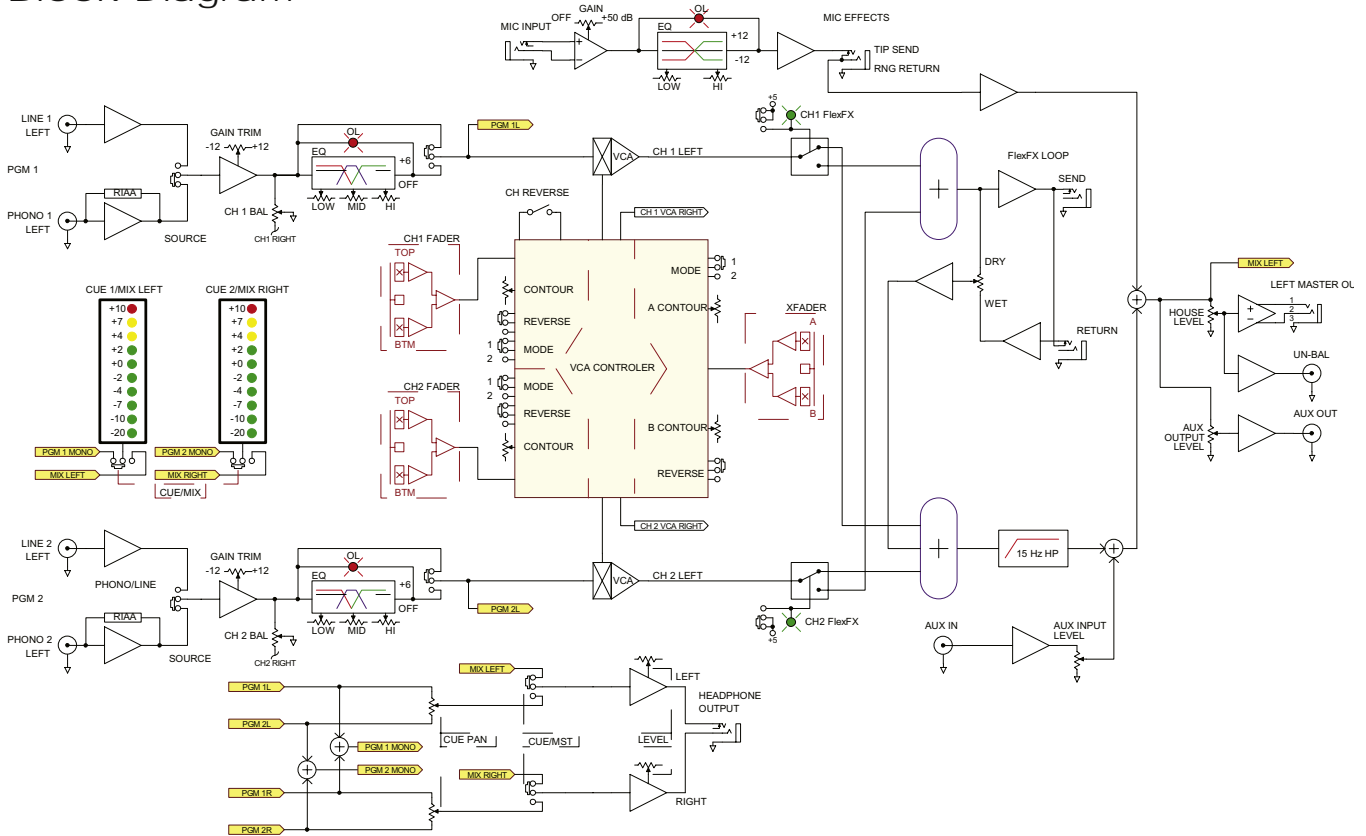 Block Diagram
GAIN
OFF
+50 dB
OL
MIC EFFECTS
MIC INPUT
EQ
+12
-12
LOW
HI
TIP SEND
RNG RETURN
LINE 1
LEFT
PGM 1
PHONO 1
LEFT
RIAA
SOURCE
GAIN TRIM
-12
+12
CH 1 BAL
CH1 RIGHT
OL
EQ
+6
OFF
LOW
MID
HI
PGM 1L
VCA
CH 1 LEFT
+5
CH1 FlexFX
FlexFX LOOP
SEND
DRY
WET
RETURN
CH REVERSE
CH 1 VCA RIGHT
CH1 FADER
TOP
BTM
CH2 FADER
TOP
BTM
CONTOUR
REVERSE
1
MODE
2
1
MODE
2
REVERSE
CONTOUR
VCA CONTROLER
MODE
1
2
A CONTOUR
B CONTOUR
REVERSE
XFADER
A
B
CH 2 VCA RIGHT
MIX LEFT
LEFT MASTER OU
HOUSE
LEVEL
+
-
1
2
3
UN-BAL
AUX OUT
AUX
OUTPUT
LEVEL
CUE 1/MIX LEFT
+10
+7
+4
+2
+0
-2
-4
-7
-10
-20
CUE 2/MIX RIGHT
+10
+7
+4
+2
+0
-2
-4
-7
-10
-20
PGM 1 MONO
MIX LEFT
PGM 2 MONO
MIX RIGHT
CUE/MIX
LINE 2
LEFT
PHONO/LINE
PGM 2
PHONO 2
LEFT
RIAA
SOURCE
GAIN TRIM
-12
+12
CH 2 BAL
CH2 RIGHT
OL
EQ
+6
OFF
LOW
MID
HI
PGM 2L
VCA
CH 2 LEFT
+5
CH2 FlexFX
15 Hz HP
AUX IN
AUX INPUT
LEVEL
PGM 1L
PGM 2L
PGM 1 MONO
PGM 2 MONO
PGM 1R
PGM 2R
CUE PAN
MIX LEFT
CUE/MST
MIX RIGHT
LEFT
LEVEL
RIGHT
HEADPHONE
OUTPUT